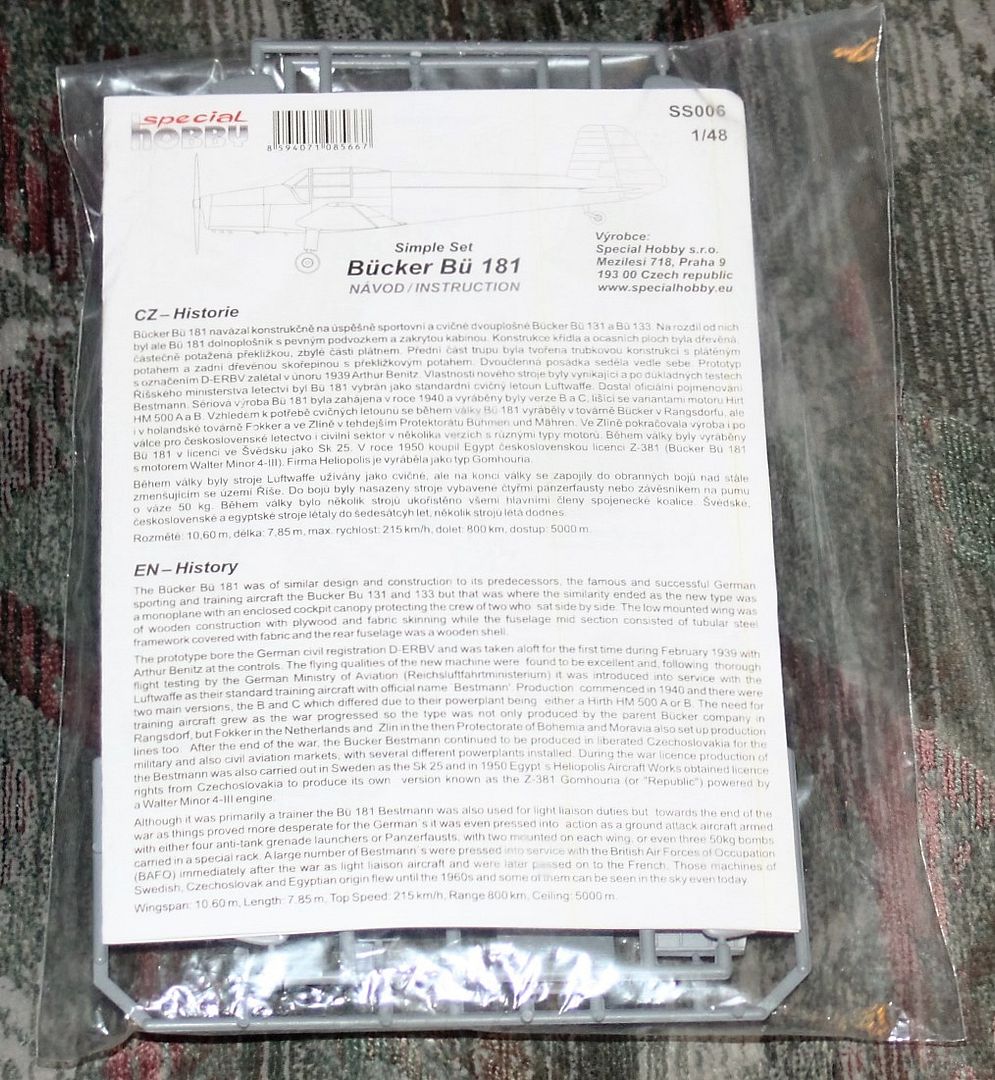 special
HOBBY
8 594071 085667
SS006
1/48
Simple Set
Bücker Bü 181
NÁVOD / INSTRUCTION
Výrobce:
Special Hobby s.r.o.
Mezilesi 718, Praha 9
193 00 Czech republic
www.specialhobby.eu
CZ – Historie
Bücker Bü 181 navázal konstrukčně na úspěšně sportovní a cvičné dvouplošné Bücker Bü 131 a Bü 133. Na rozdíl od nich
byl ale Bü 181 dolnoplošník s pevným podvozkem a zakrytou kabinou. Konstrukce křídla a ocasních ploch byla dřevěná,
částečně potažená překližkou, zbylé části plátnem. Přední část trupu byla tvořena trubkovou konstrukcí s plátěným
potahem a zadní dřevěnou skořepinou s překližkovým potahem. Dvoučlenná posádka seděla vedle sebe. Prototyp
s označením D-ERBV zalétal v únoru 1939 Arthur Benitz. Vlastnosti nového stroje byly vynikající a po důkladných testech
Říšského ministerstva letectví byl Bü 181 vybrán jako standardní cvičný letoun Luftwaffe. Dostal oficiální pojmenování
Bestmann. Sériová výroba Bü 181 byla zahájena v roce 1940 a vyráběny byly verze B a C, lišící se variantami motoru Hirt
HM 500 A a B. Vzhledem k potřebě cvičných letounu se během války Bü 181 vyráběly v továrně Bücker v Rangsdorfu, ale
i v holandské továrně Fokker a ve Zlíně v tehdejším Protektorátu Buhmen und Mähren. Ve Zlíně pokračovala výroba i po
válce pro československé letectvo i civilní sektor v několika verzích s různými typy motorů. Během války byly vyráběny
Bü 181 v licenci ve Švédsku jako Sk 25. V roce 1950 koupil Egypt československou licenci Z-381 (Bücker Bü 181
s motorem Walter Minor 4-III). Firma Heliopolis je vyráběla jako typ Gomhouria.
Během války byly stroje Luftwaffe užívány jako cvičné, ale na konci války se zapojily do obranných bojů nad stále
zmenšujícím se území Říše. Do bojů byly nasazeny stroje vybavené čtyřmi panzerfausty nebo závěsníkem na pumu
o váze 50 kg. Během války bylo několik strojů ukořistěno všemi hlavními členy spojenecké koalice. Švédské,
československé a egyptské stroje létaly do šedesátcýh let, několik strojů létá dodnes.
Rozměté: 10,60 m, délka: 7,85 m, max. rychlost: 215 km/h, dolet: 800 km, dostup: 5000 m.
EN – History
The Bücker Bü 181 was of similar design and construction to its predecessors, the famous and successful German
sporting and training aircraft the Bucker Bu 131 and 133 but that was where the similarity ended as the new type was
a monoplane with an enclosed cockpit canopy protecting the crew of two who sat side by side. The low mounted wing was
of wooden construction with plywood and fabric skinning while the fuselage mid section consisted of tubular steel
framework covered with fabric and the rear fuselage was a wooden shell.
The prototype bore the German civil registration D-ERBV and was taken aloft for the first time during February 1939 with
Arthur Benitz at the controls. The flying qualities of the new machine were found to be excellent and, following thorough
flight testing by the German Ministry of Aviation (Reichsluftfahrtministerium) it was introduced into service with the
Luftwaffe as their standard training aircraft with official name 'Bestmann'. Production commenced in 1940 and there were
two main versions, the B and C which differed due to their powerplant being either a Hirth HM 500 A or B. The need for
training aircraft grew as the war progressed so the type was not only produced by the parent Bücker company in
Rangsdorf, but Fokker in the Netherlands and Zlin in the then Protectorate of Bohemia and Moravia also set up production
lines too. After the end of the war, the Bucker Bestmann continued to be produced in liberated Czechoslovakia for the
military and also civil aviation markets, with several different powerplants installed. During the war licence production of
the Bestmann was also carried out in Sweden as the Sk 25 and in 1950 Egypt's Heliopolis Aircraft Works obtained licence
rights from Czechoslovakia to produce its own version known as the Z-381 Gomhouria (or "Republic") powered by
a Walter Minor 4-III engine.
Although it was primarily a trainer the Bü 181 Bestmann was also used for light liaison duties but towards the end of the
war as things proved more desperate for the German's it was even pressed into action as a ground attack aircraft armed
with either four anti-tank grenade launchers or Panzerfausts, with two mounted on each wing, or even three 50kg bombs
carried in a special rack. A large number of Bestmann's were pressed into service with the British Air Forces of Occupation
(BAFO) immediately after the war as light liaison aircraft and were later passed on to the French. Those machines of
Swedish, Czechoslovak and Egyptian origin flew until the 1960s and some of them can be seen in the sky even today.
Wingspan: 10.60 m, Length: 7.85 m, Top Speed: 215 km/h, Range 800 km, Ceiling: 5000 m.